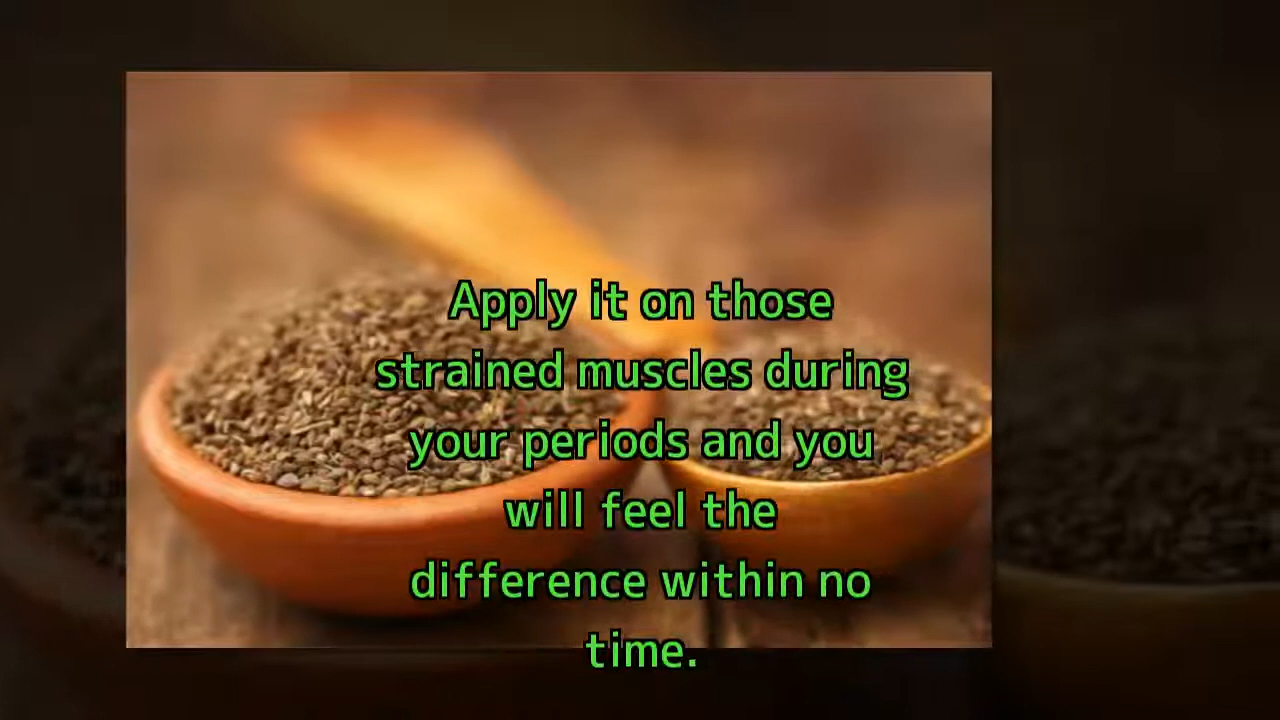 Apply it on those
strained muscles during
your periods and you
will feel the
difference within no
time.